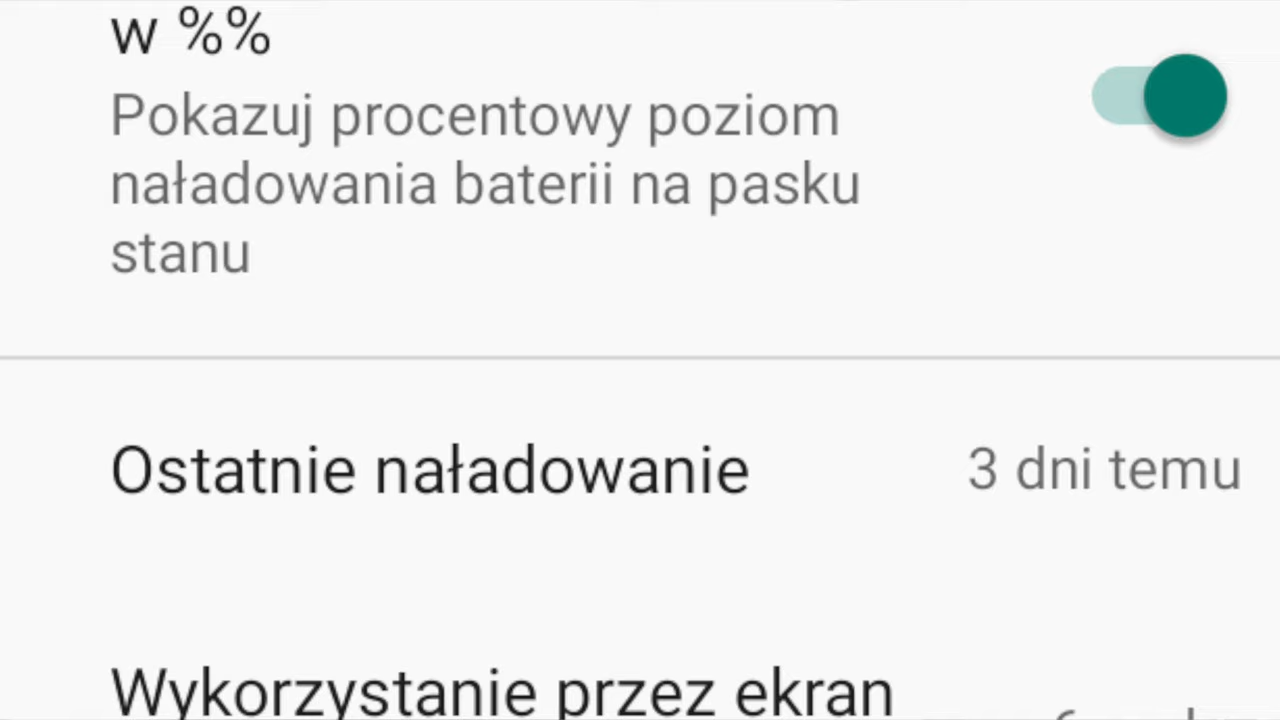 w %%
Pokazuj procentowy poziom
naładowania baterii na pasku
stanu
Ostatnie naładowanie
3 dni temu
Wykorzystanie przez ekran